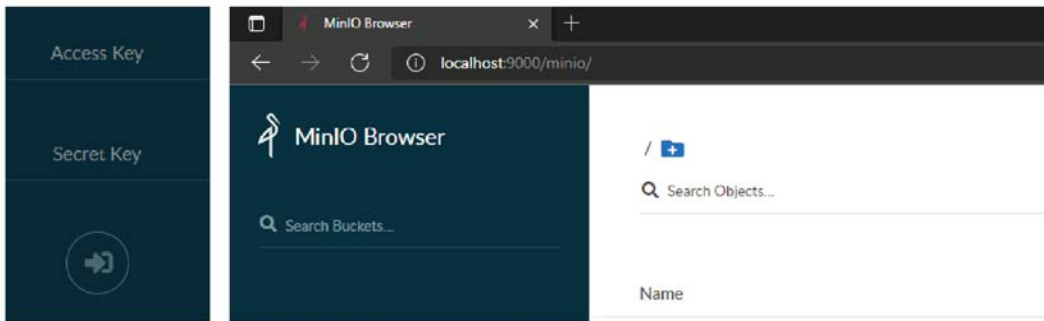 Access Key
Secret Key
MinIO Browser
localhost:9000/minio/
MinIO Browser
Search Buckets...
/
Search Objects...
Name